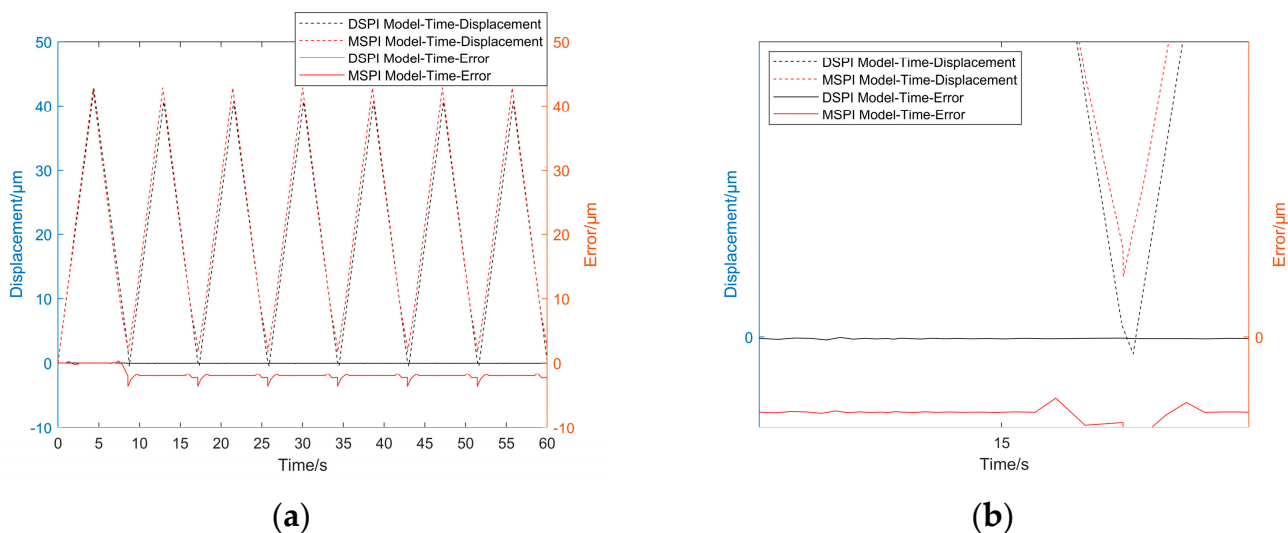 DSPI Model-Time-Displacement
MSPI Model-Time-Displacement
DSPI Model-Time-Error
MSPI Model-Time-Error
50
40
30
20
10
0
-10
Displacement/μm
50
40
30
20
10
0
-10
Error/μm
0 5 10 15 20 25 30 35 40 45 50 55 60
Time/s
(a)
DSPI Model-Time-Displacement
MSPI Model-Time-Displacement
DSPI Model-Time-Error
MSPI Model-Time-Error
0
Displacement/μm
0
Error/μm
15
Time/s
(b)